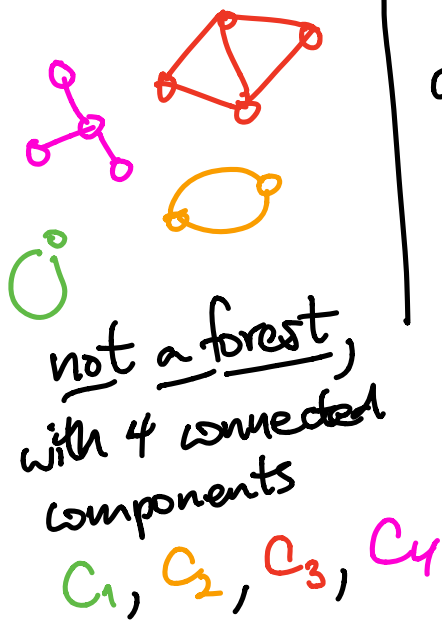 not a forest,
with 4 connected
components
C₁, C₂, C₃, C₄